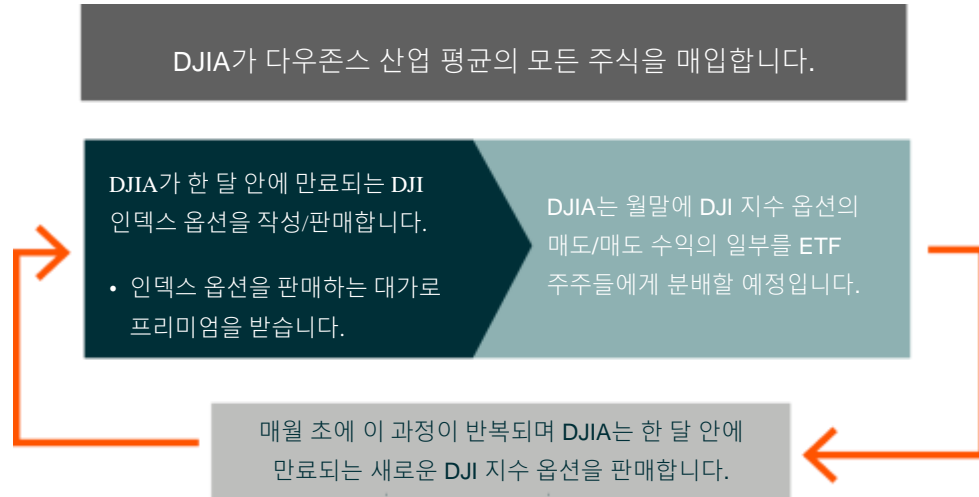 DJIA가 다우존스 산업 평균의 모든 주식을 매입합니다.
DJIA가 한 달 안에 만료되는 DJI
인덱스 옵션을 작성/판매합니다.
• 인덱스 옵션을 판매하는 대가로
프리미엄을 받습니다.
DJIA는 월말에 DJI 지수 옵션의
매도/매도 수익의 일부를 ETF
주주들에게 분배할 예정입니다.
매월 초에 이 과정이 반복되며 DJIA는 한 달 안에
만료되는 새로운 DJI 지수 옵션을 판매합니다.